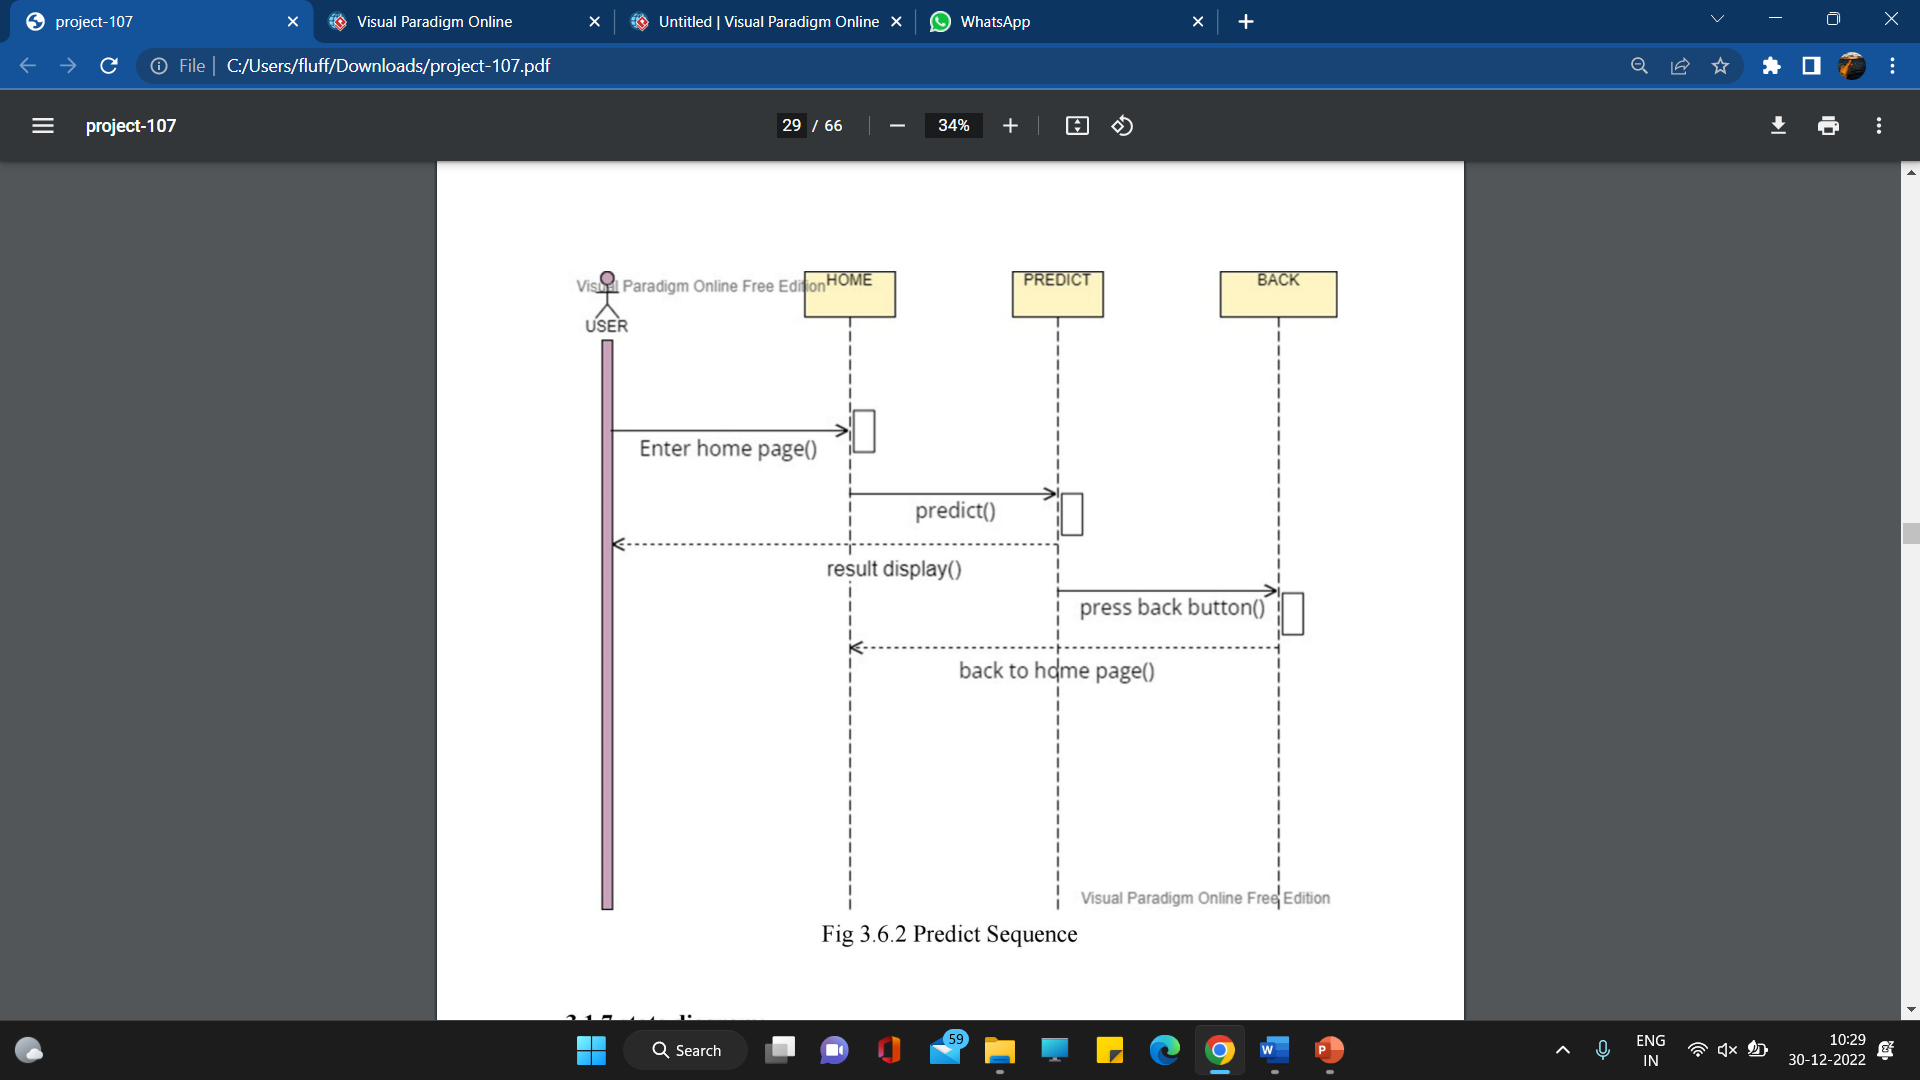 project-107
Visual Paradigm Online
Untitled | Visual Paradigm Online
WhatsApp
File
C:/Users/fluff/Downloads/project-107.pdf
project-107
29 / 66
34%
Visual Paradigm Online Free Edition
HOME
PREDICT
BACK
USER
Enter home page()
predict()
result display()
press back button()
back to home page()
Visual Paradigm Online Free Edition
Fig 3.6.2 Predict Sequence
Search
59
ENG
IN
10:29
30-12-2022